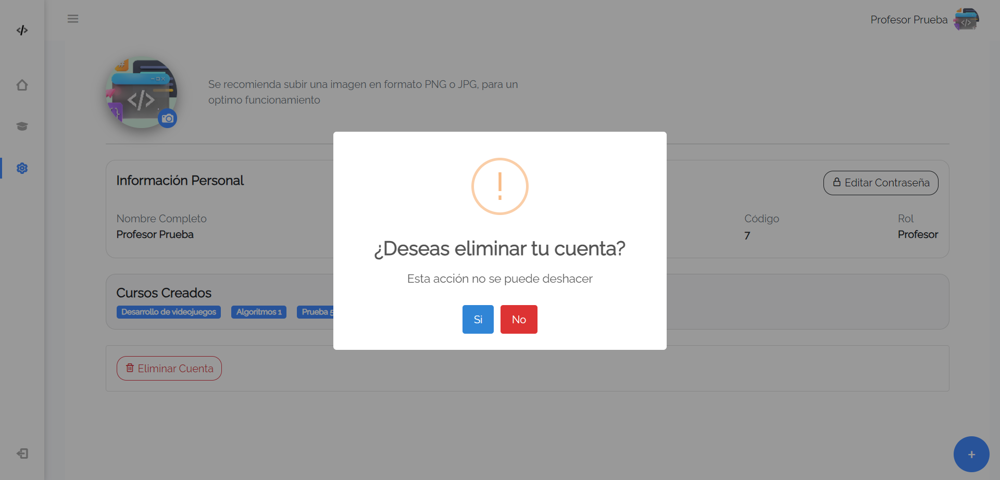 Profesor Prueba
Se recomienda subir una imagen en formato PNG o JPG, para un
optimo funcionamiento
Información Personal
Editar Contraseña
Nombre Completo
Profesor Prueba
Código
7
Rol
Profesor
¿Deseas eliminar tu cuenta?
Esta acción no se puede deshacer
Si
No
Cursos Creados
Desarrollo de videojuegos
Algoritmos 1
Prueba 5
Eliminar Cuenta